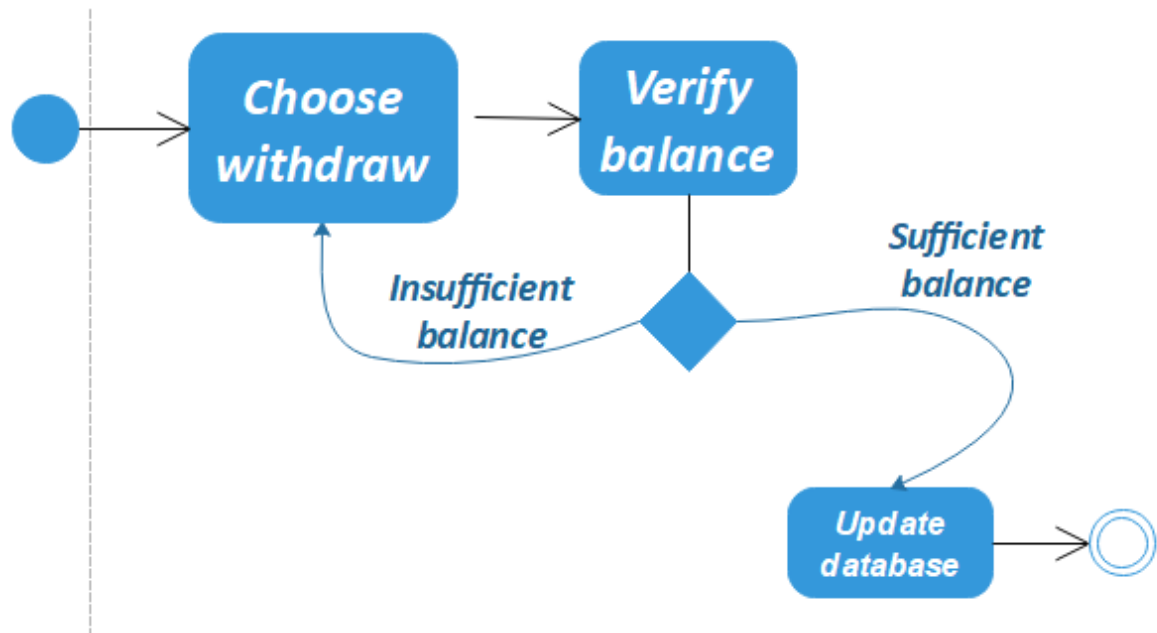 Choose
withdraw
Verify
balance
Insufficient
balance
Sufficient
balance
Update
database